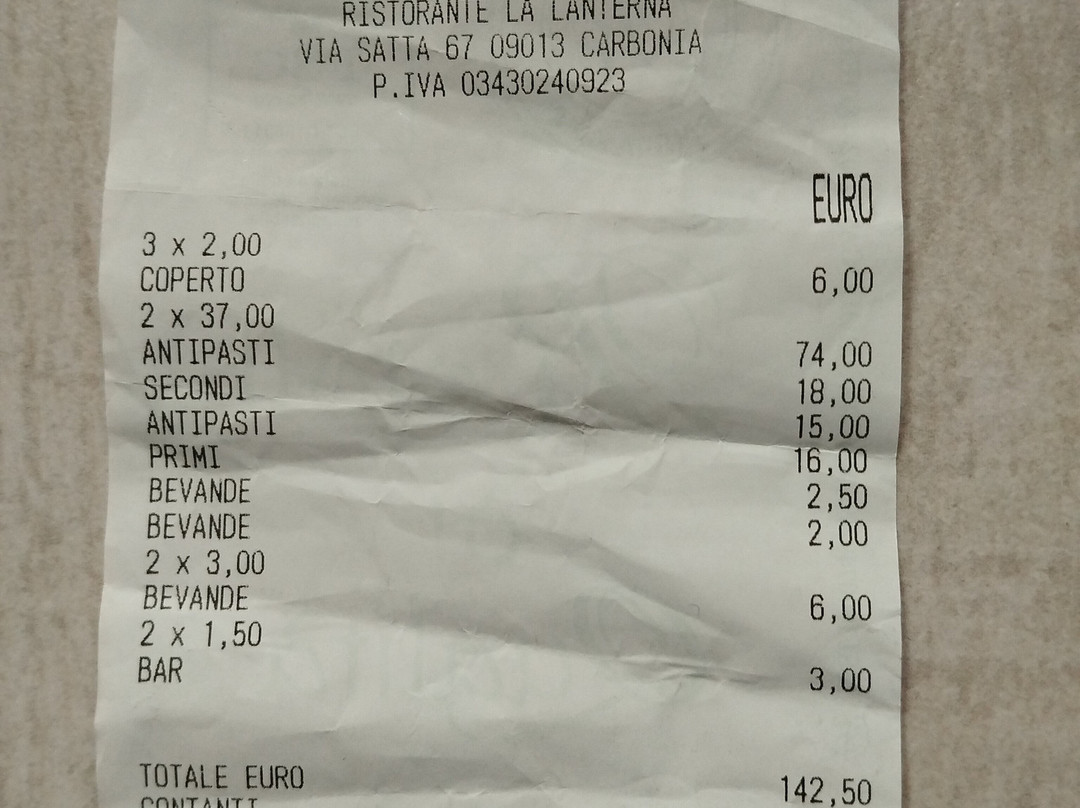 RISTORANTE LA LANTERNA
VIA SATTA 67 09013 CARBONIA
P.IVA 03430240923
EURO
3 x 2,00
COPERTO 6,00
2 x 37,00
ANTIPASTI 74,00
SECONDI 18,00
ANTIPASTI 15,00
PRIMI 16,00
BEVANDE 2,50
BEVANDE 2,00
2 x 3,00
BEVANDE 6,00
2 x 1,50
BAR 3,00
TOTALE EURO 142,50
CONTANTI